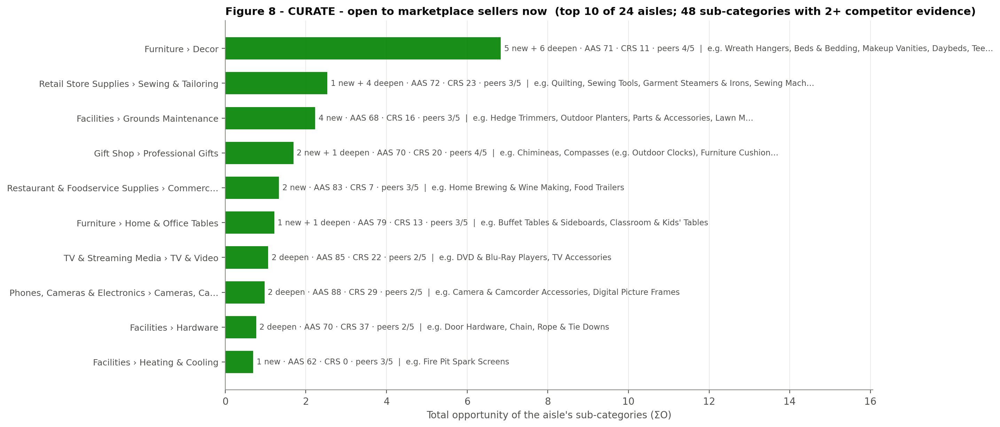 Figure 8 - CURATE - open to marketplace sellers now (top 10 of 24 aisles; 48 sub-categories with 2+ competitor evidence)
Furniture › Decor
5 new + 6 deepen · AAS 71 · CRS 11 · peers 4/5 | e.g. Wreath Hangers, Beds & Bedding, Makeup Vanities, Daybeds, Tee…
Retail Store Supplies › Sewing & Tailoring
1 new + 4 deepen · AAS 72 · CRS 23 · peers 3/5 | e.g. Quilting, Sewing Tools, Garment Steamers & Irons, Sewing Mach…
Facilities › Grounds Maintenance
4 new · AAS 68 · CRS 16 · peers 3/5 | e.g. Hedge Trimmers, Outdoor Planters, Parts & Accessories, Lawn M…
Gift Shop › Professional Gifts
2 new + 1 deepen · AAS 70 · CRS 20 · peers 4/5 | e.g. Chimineas, Compasses (e.g. Outdoor Clocks), Furniture Cushion…
Restaurant & Foodservice Supplies › Commerc…
2 new · AAS 83 · CRS 7 · peers 3/5 | e.g. Home Brewing & Wine Making, Food Trailers
Furniture › Home & Office Tables
1 new + 1 deepen · AAS 79 · CRS 13 · peers 3/5 | e.g. Buffet Tables & Sideboards, Classroom & Kids' Tables
TV & Streaming Media › TV & Video
2 deepen · AAS 85 · CRS 22 · peers 2/5 | e.g. DVD & Blu-Ray Players, TV Accessories
Phones, Cameras & Electronics › Cameras, Ca…
2 deepen · AAS 88 · CRS 29 · peers 2/5 | e.g. Camera & Camcorder Accessories, Digital Picture Frames
Facilities › Hardware
2 deepen · AAS 70 · CRS 37 · peers 2/5 | e.g. Door Hardware, Chain, Rope & Tie Downs
Facilities › Heating & Cooling
1 new · AAS 62 · CRS 0 · peers 3/5 | e.g. Fire Pit Spark Screens
0 2 4 6 8 10 12 14 16
Total opportunity of the aisle's sub-categories (ΣO)